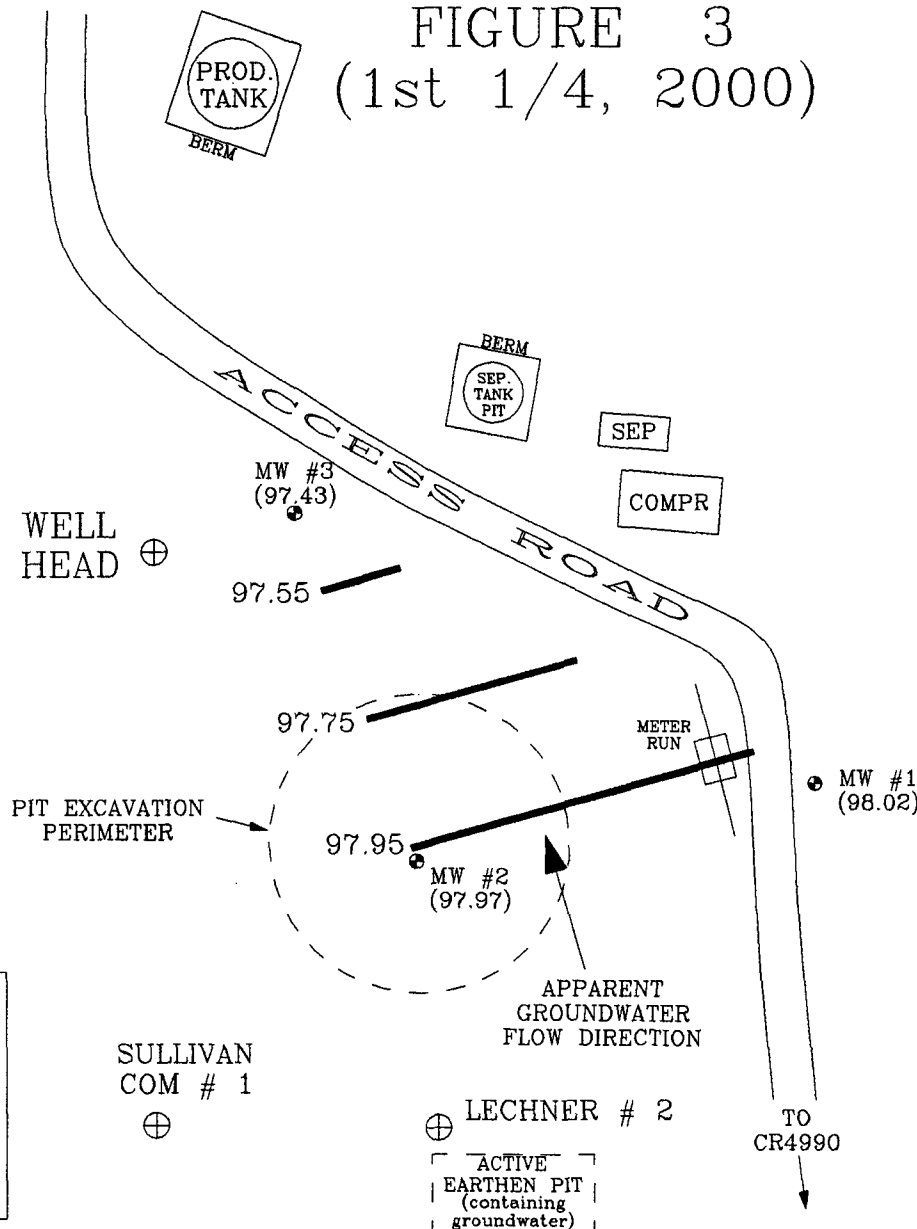 FIGURE 3
(1st 1/4, 2000)
PROD.
TANK
BERM
BERM
SEP.
TANK
PIT
SEP
COMPR
ACCESS ROAD
MW #3
(97.43)
WELL
HEAD
97.55
97.75
METER
RUN
MW #1
(98.02)
PIT EXCAVATION
PERIMETER
97.95
MW #2
(97.97)
APPARENT
GROUNDWATER
FLOW DIRECTION
SULLIVAN
COM # 1
LECHNER # 2
TO
CR4990
ACTIVE
EARTHEN PIT
(containing
groundwater)